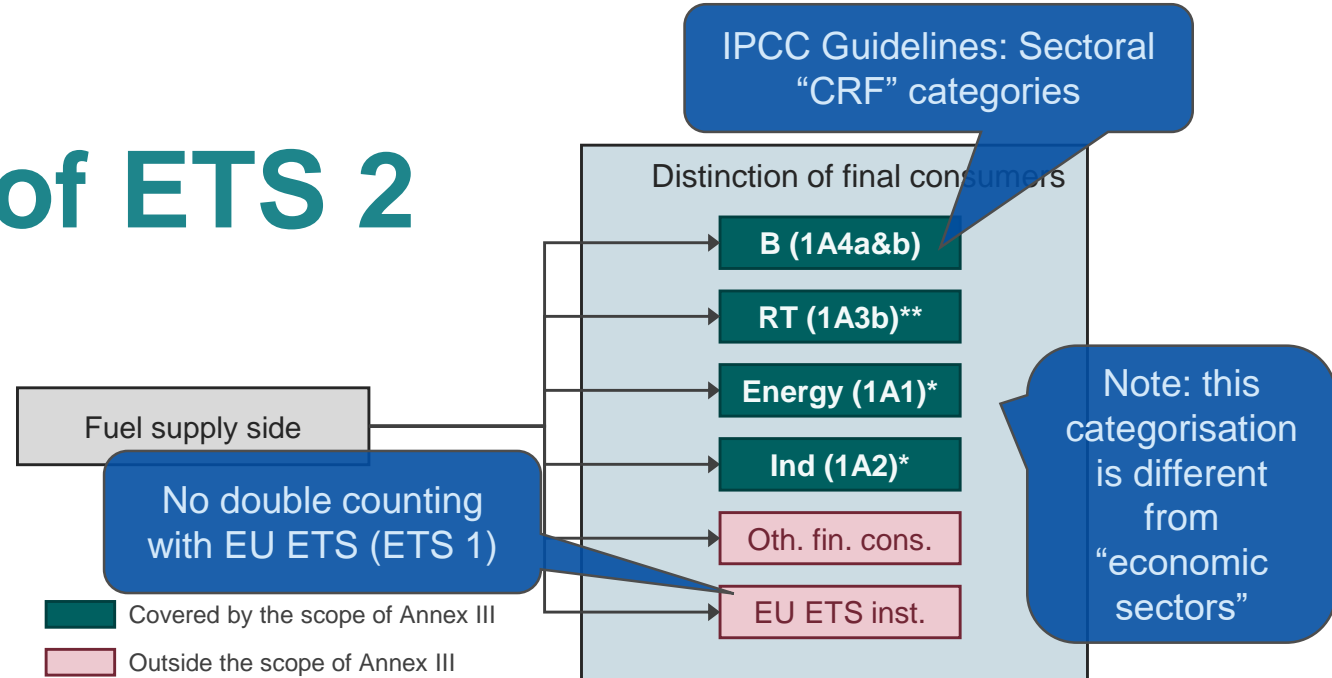 IPCC Guidelines: Sectoral
“CRF” categories
of ETS 2
Distinction of final consumers
B (1A4a&b)
RT (1A3b)**
Energy (1A1)*
Ind (1A2)*
Oth. fin. cons.
EU ETS inst.
Fuel supply side
No double counting
with EU ETS (ETS 1)
Note: this
categorisation
is different
from
“economic
sectors”
Covered by the scope of Annex III
Outside the scope of Annex III